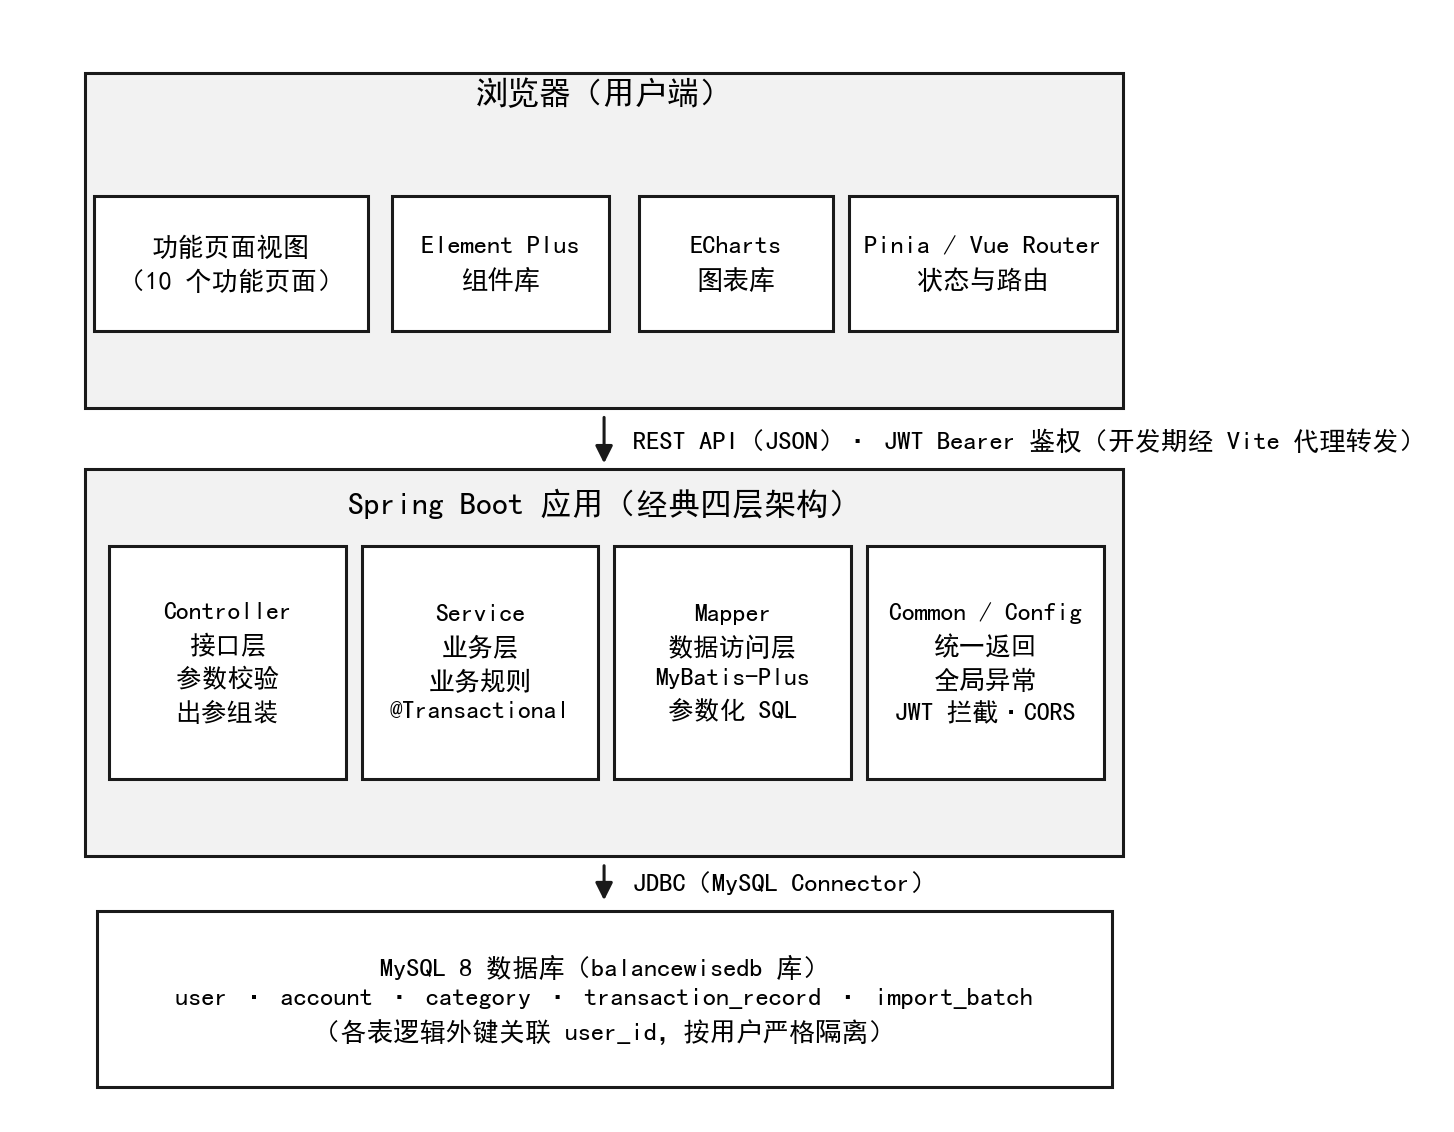 浏览器（用户端）
功能页面视图
（10 个功能页面）
Element Plus
组件库
ECharts
图表库
Pinia / Vue Router
状态与路由
REST API（JSON） · JWT Bearer 鉴权（开发期经 Vite 代理转发）
Spring Boot 应用（经典四层架构）
Controller
接口层
参数校验
出参组装
Service
业务层
业务规则
@Transactional
Mapper
数据访问层
MyBatis-Plus
参数化 SQL
Common / Config
统一返回
全局异常
JWT 拦截·CORS
JDBC（MySQL Connector）
MySQL 8 数据库（balancewisedb 库）
user · account · category · transaction_record · import_batch
（各表逻辑外键关联 user_id，按用户严格隔离）